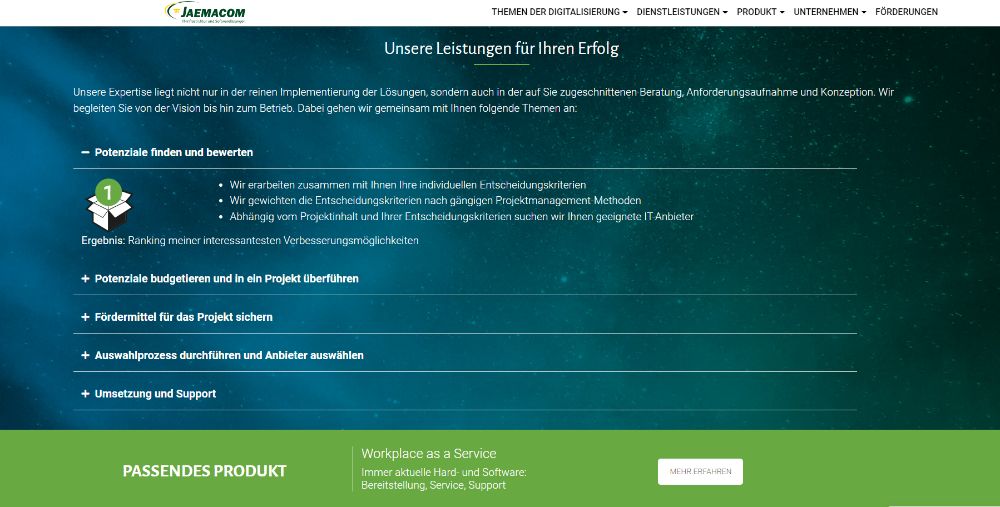 JAEMACOM
THEMEN DER DIGITALISIERUNG DIENSTLEISTUNGEN PRODUKT UNTERNEHMEN FÖRDERUNGEN
Unsere Leistungen für Ihren Erfolg
Unsere Expertise liegt nicht nur in der reinen Implementierung der Lösungen, sondern auch in der auf Sie zugeschnittenen Beratung, Anforderungsaufnahme und Konzeption. Wir
begleiten Sie von der Vision bis hin zum Betrieb. Dabei gehen wir gemeinsam mit Ihnen folgende Themen an:
− Potenziale finden und bewerten
1
• Wir erarbeiten zusammen mit Ihnen Ihre individuellen Entscheidungskriterien
• Wir gewichten die Entscheidungskriterien nach gängigen Projektmanagement-Methoden
• Abhängig vom Projektinhalt und Ihrer Entscheidungskriterien suchen wir Ihnen geeignete IT-Anbieter
Ergebnis: Ranking meiner interessantesten Verbesserungsmöglichkeiten
+ Potenziale budgetieren und in ein Projekt überführen
+ Fördermittel für das Projekt sichern
+ Auswahlprozess durchführen und Anbieter auswählen
+ Umsetzung und Support
PASSENDES PRODUKT
Workplace as a Service
Immer aktuelle Hard- und Software:
Bereitstellung, Service, Support
MEHR ERFAHREN